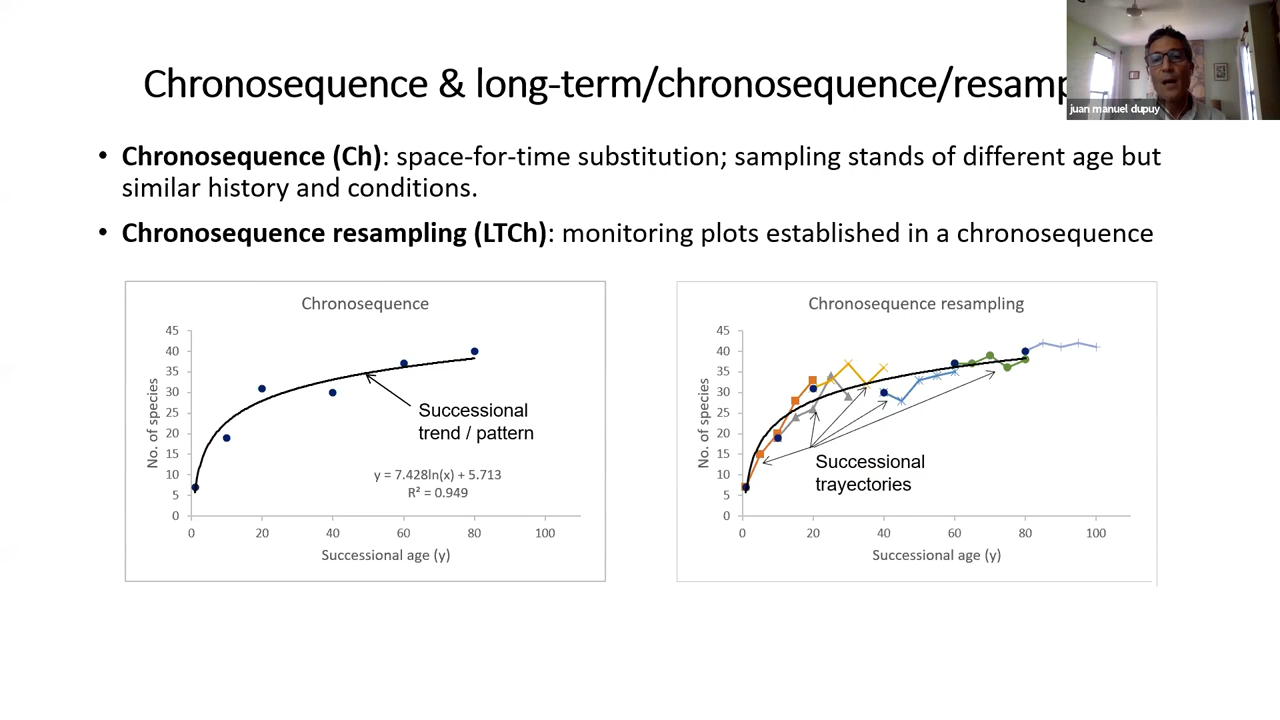 Chronosequence & long-term/chronosequence/resamp
juan manuel dupuy
• Chronosequence (Ch): space-for-time substitution; sampling stands of different age but
similar history and conditions.
• Chronosequence resampling (LTCh): monitoring plots established in a chronosequence
Chronosequence
45
40
35
30
25
20
15
10
5
0
No. of species
Successional
trend / pattern
y = 7.428ln(x) + 5.713
R² = 0.949
0 20 40 60 80 100
Successional age (y)
Chronosequence resampling
45
40
35
30
25
20
15
10
5
0
No. of species
Successional
trayectories
0 20 40 60 80 100
Successional age (y)